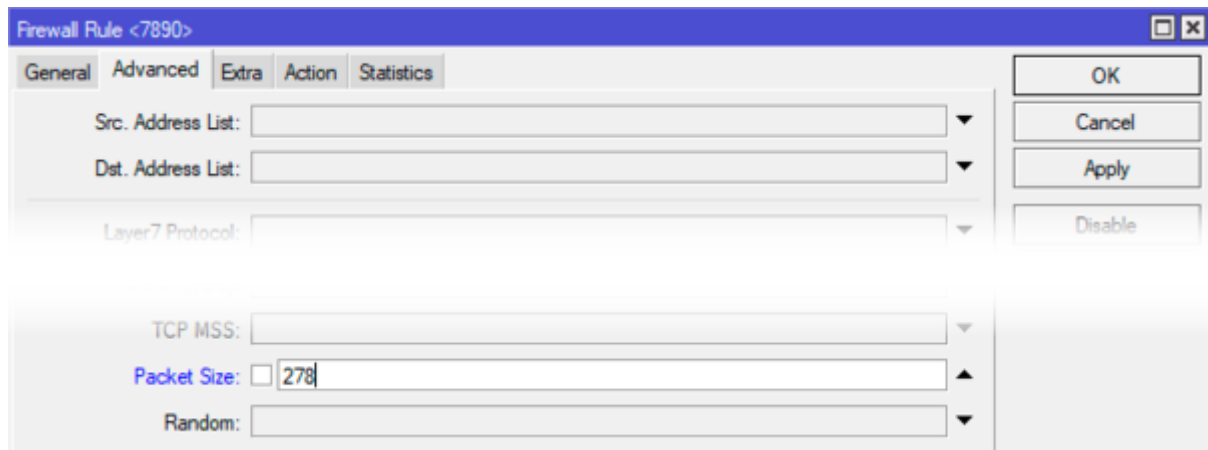 Firewall Rule <7890>
General Advanced Extra Action Statistics
OK
Src. Address List:
Cancel
Dst. Address List:
Apply
Layer7 Protocol:
Disable
TCP MSS:
Packet Size: 278
Random: